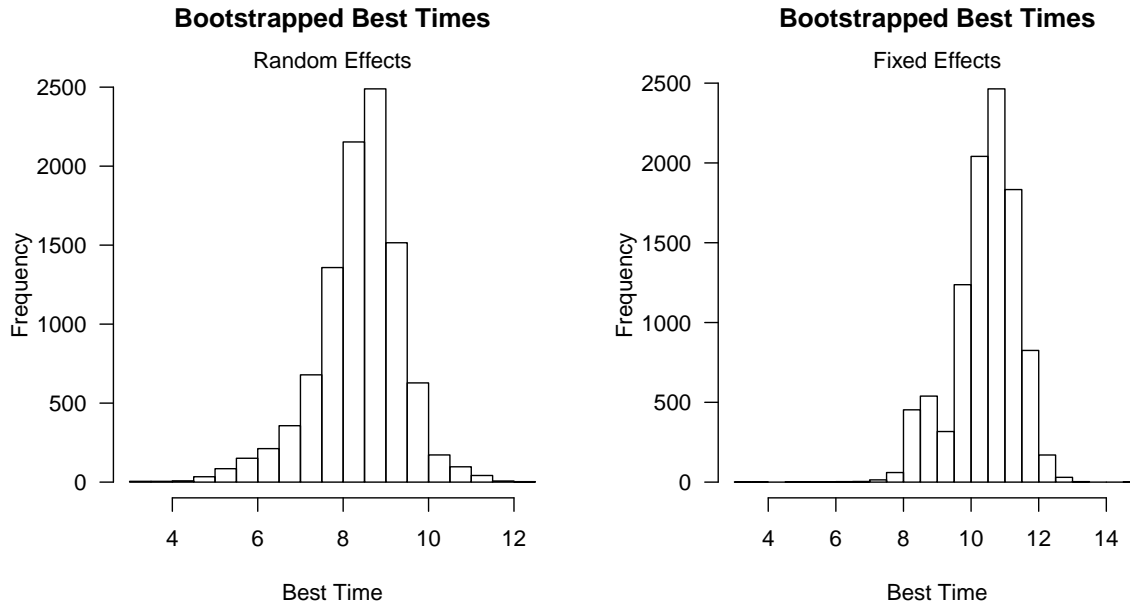 Bootstrapped Best Times
Random Effects
Frequency
2500
2000
1500
1000
500
0
4 6 8 10 12
Best Time
Bootstrapped Best Times
Fixed Effects
Frequency
2500
2000
1500
1000
500
0
4 6 8 10 12 14
Best Time